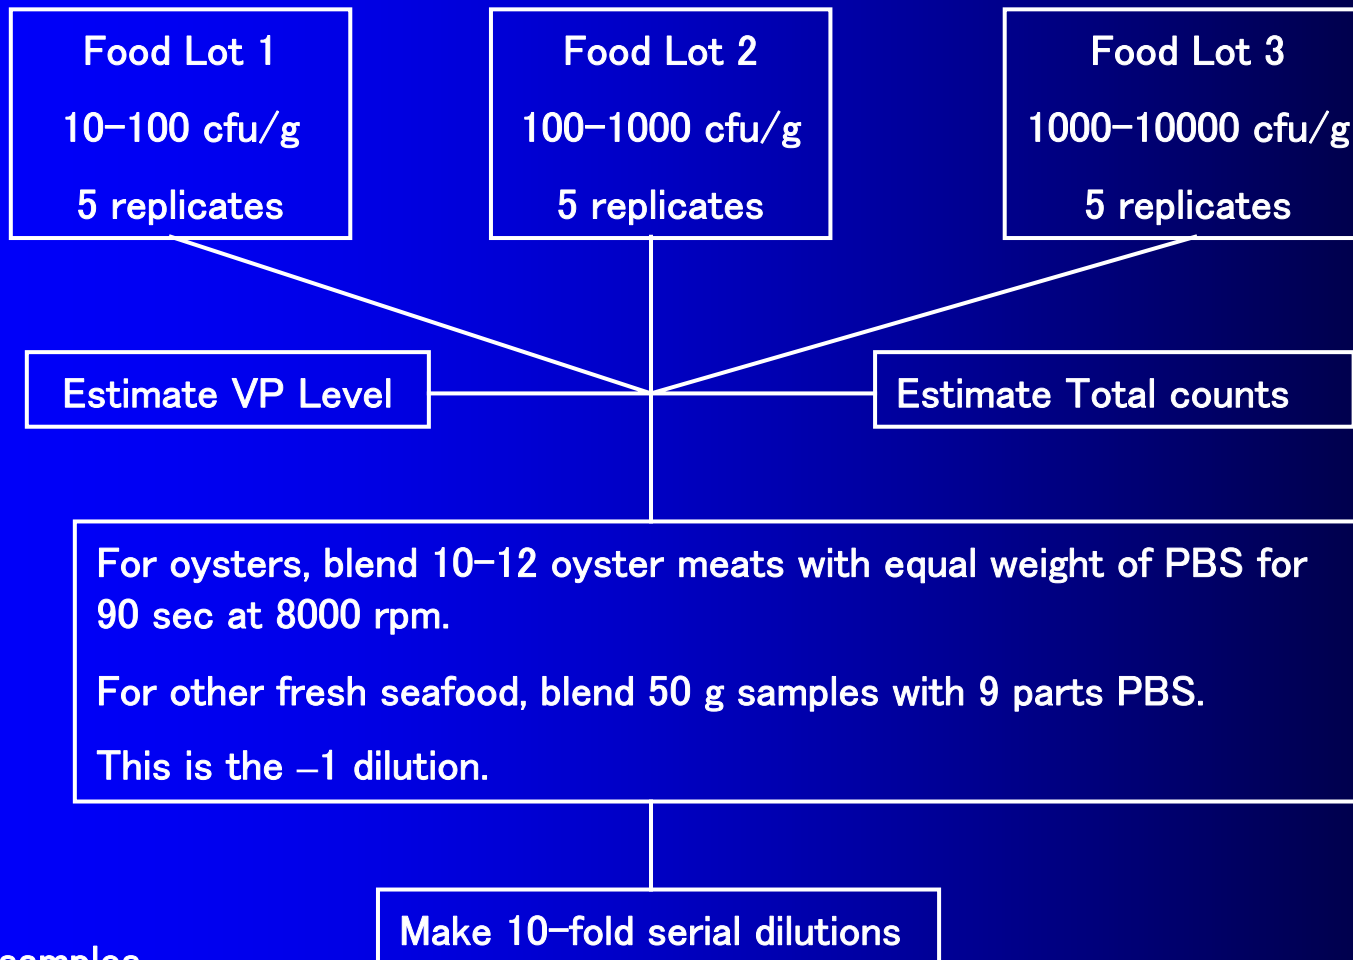 Food Lot 1
10-100 cfu/g
5 replicates
Food Lot 2
100-1000 cfu/g
5 replicates
Food Lot 3
1000-10000 cfu/g
5 replicates
Estimate VP Level
Estimate Total counts
For oysters, blend 10-12 oyster meats with equal weight of PBS for
90 sec at 8000 rpm.
For other fresh seafood, blend 50 g samples with 9 parts PBS.
This is the –1 dilution.
Make 10-fold serial dilutions
samples